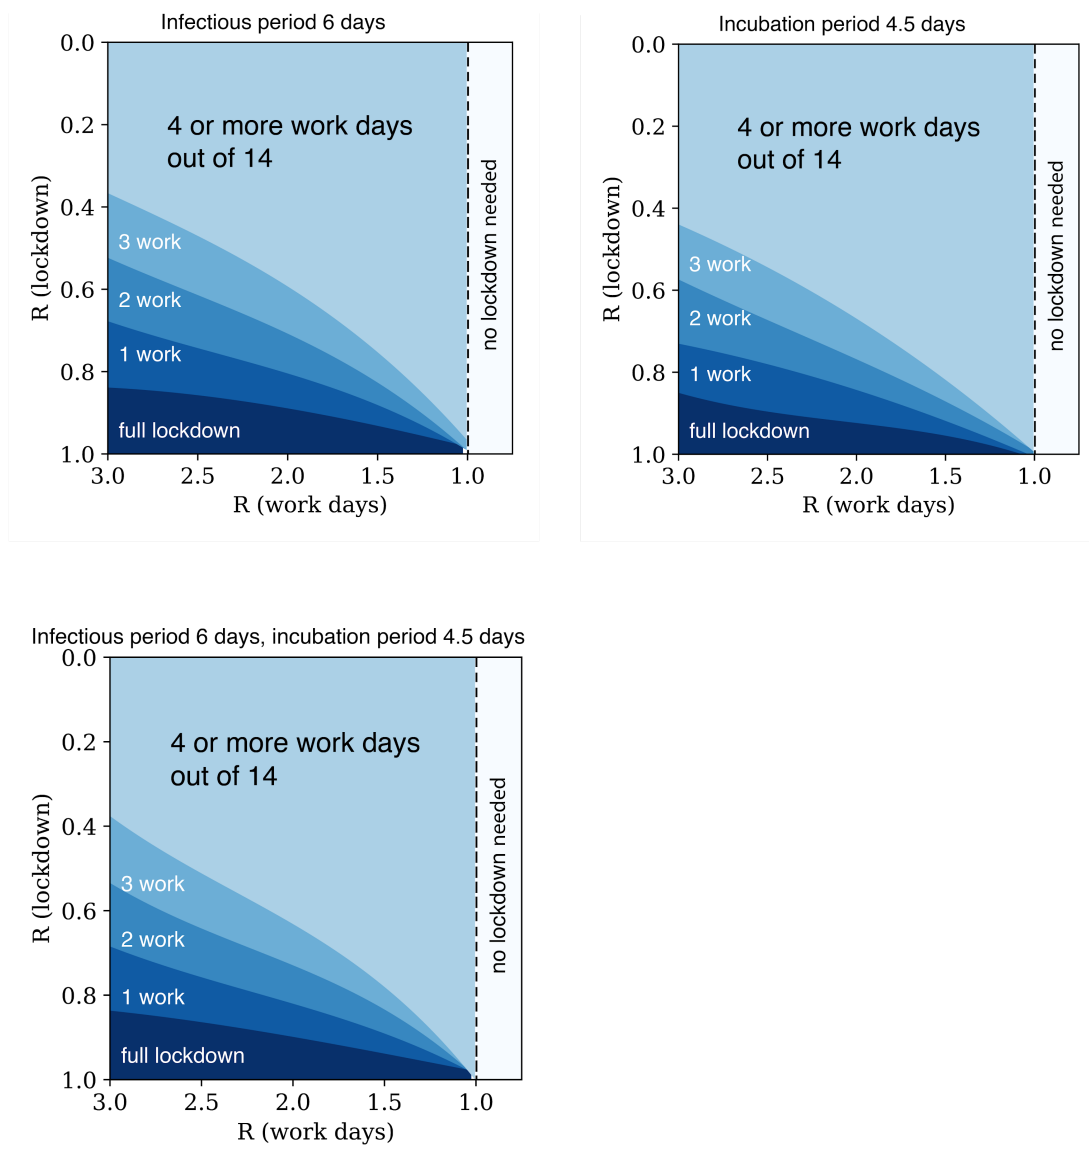 Infectious period 6 days
0.0
0.2
0.4
0.6
0.8
1.0
R (lockdown)
4 or more work days
out of 14
3 work
2 work
1 work
full lockdown
no lockdown needed
3.0 2.5 2.0 1.5 1.0
R (work days)
Incubation period 4.5 days
0.0
0.2
0.4
0.6
0.8
1.0
R (lockdown)
4 or more work days
out of 14
3 work
2 work
1 work
full lockdown
no lockdown needed
3.0 2.5 2.0 1.5 1.0
R (work days)
Infectious period 6 days, incubation period 4.5 days
0.0
0.2
0.4
0.6
0.8
1.0
R (lockdown)
4 or more work days
out of 14
3 work
2 work
1 work
full lockdown
no lockdown needed
3.0 2.5 2.0 1.5 1.0
R (work days)